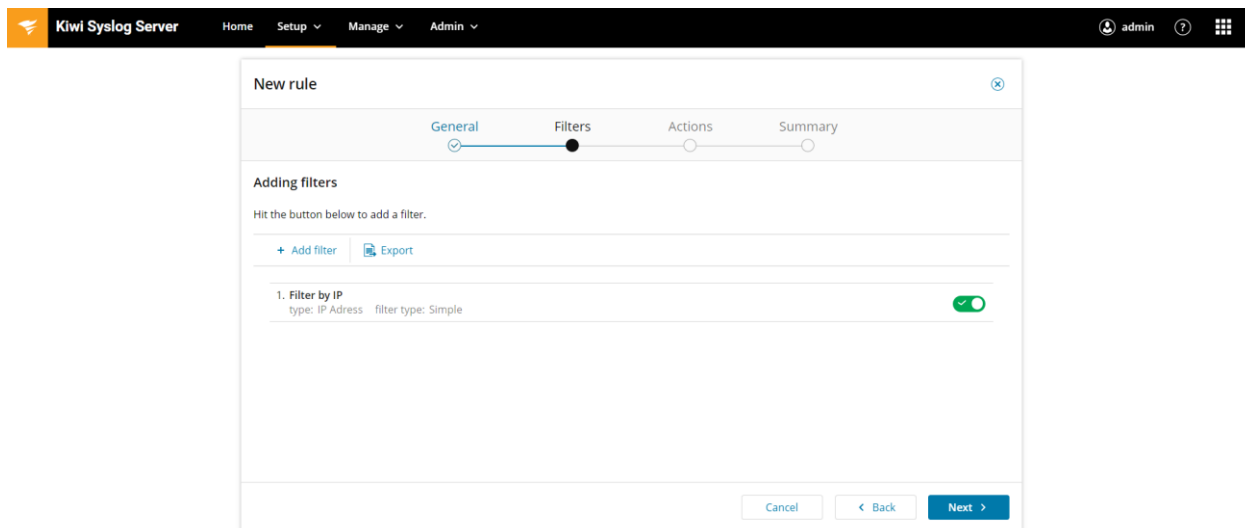 Kiwi Syslog Server Home Setup Manage Admin admin ?
New rule
General Filters Actions Summary
Adding filters
Hit the button below to add a filter.
+ Add filter Export
1. Filter by IP
type: IP Adress filter type: Simple
Cancel < Back Next >